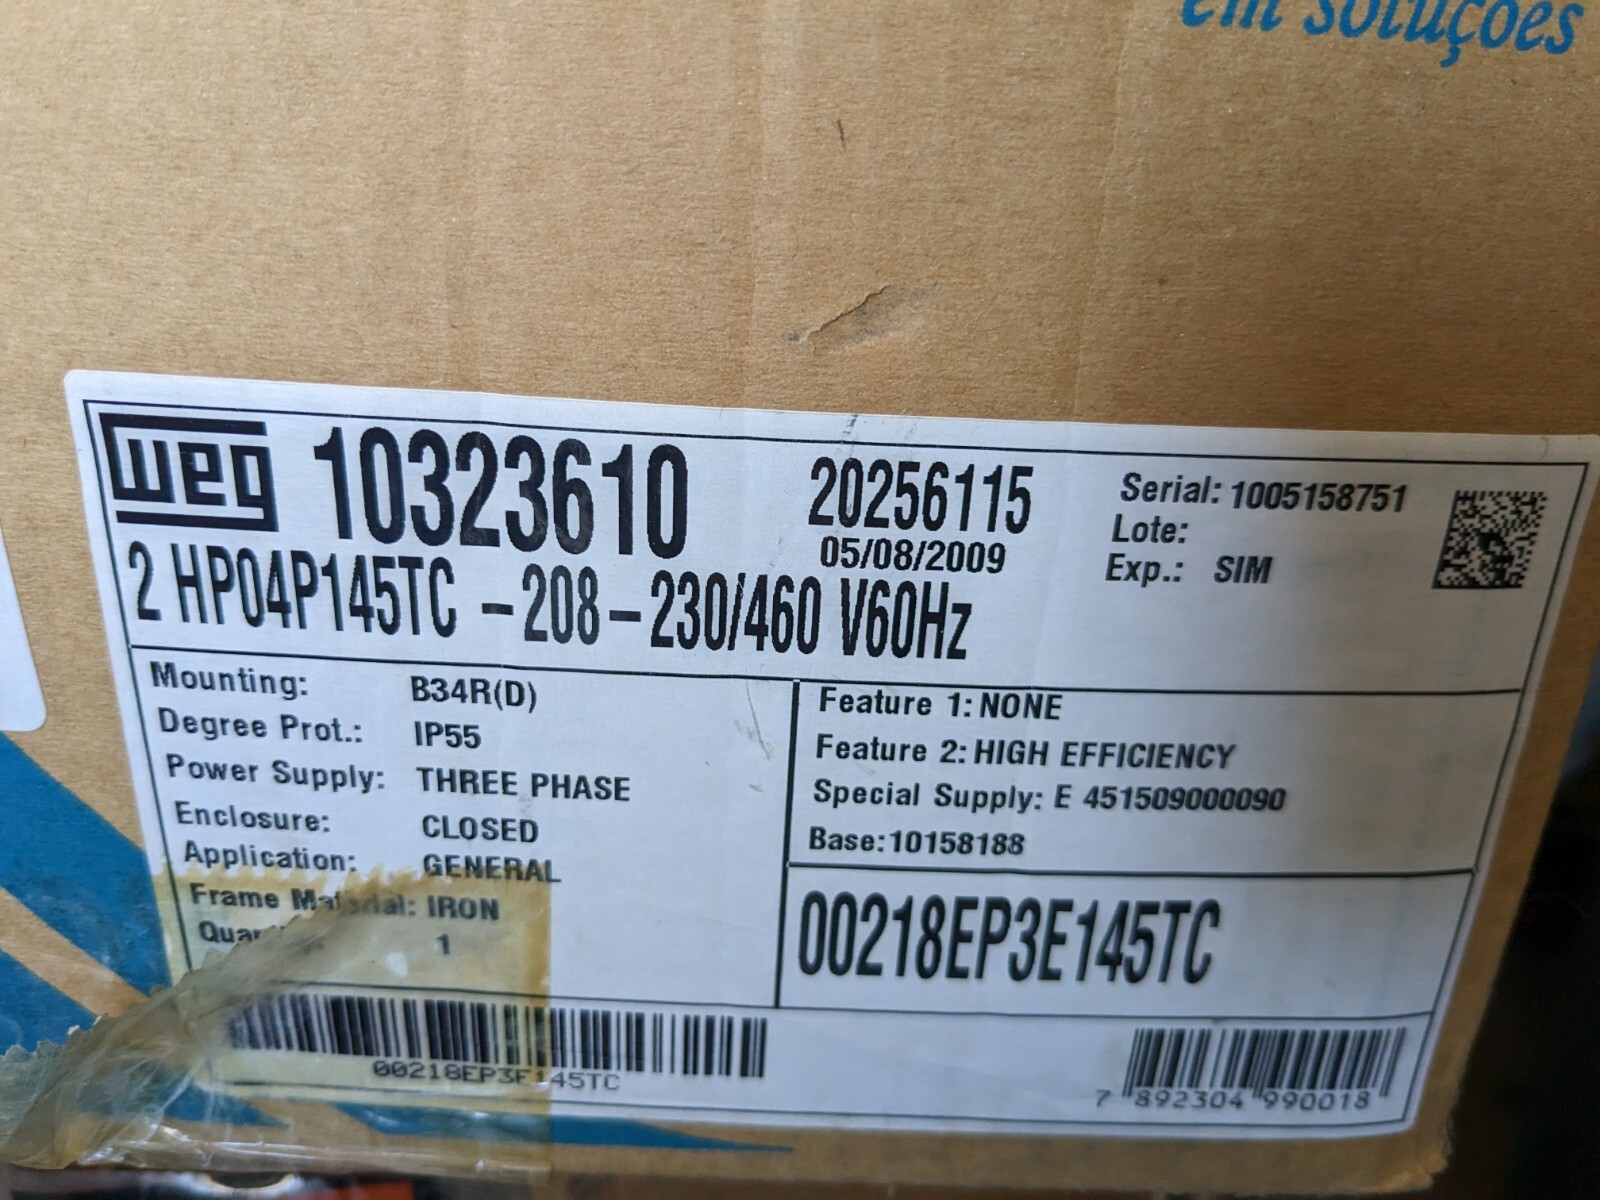 em soluções
weg 10323610 20256115 Serial: 1005158751
05/08/2009 Lote:
Exp.: SIM
2 HP04P145TC -208-230/460 V60Hz
Mounting: B34R(D)
Degree Prot.: IP55
Power Supply: THREE PHASE
Enclosure: CLOSED
Application: GENERAL
Frame Material: IRON
1
Feature 1: NONE
Feature 2: HIGH EFFICIENCY
Special Supply: E 451509000090
Base: 10158188
00218EP3E145TC
00218EP3E145TC
7 892304 990018